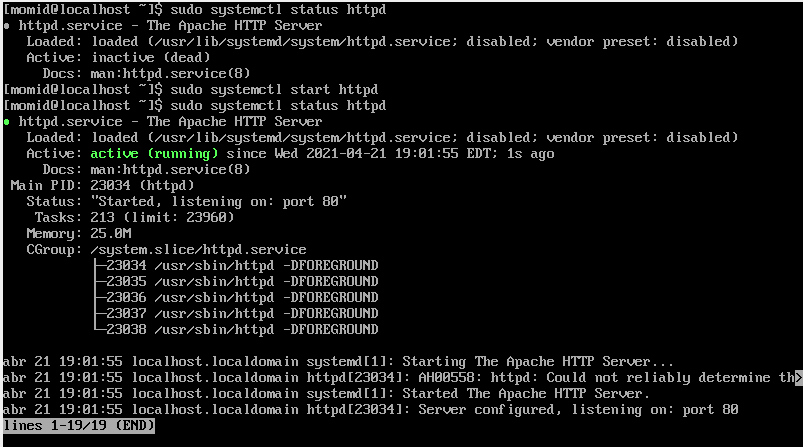 [momid@localhost ~]$ sudo systemctl status httpd
● httpd.service - The Apache HTTP Server
Loaded: loaded (/usr/lib/systemd/system/httpd.service; disabled; vendor preset: disabled)
Active: inactive (dead)
Docs: man:httpd.service(8)
[momid@localhost ~]$ sudo systemctl start httpd
[momid@localhost ~]$ sudo systemctl status httpd
● httpd.service - The Apache HTTP Server
Loaded: loaded (/usr/lib/systemd/system/httpd.service; disabled; vendor preset: disabled)
Active: active (running) since Wed 2021-04-21 19:01:55 EDT; 1s ago
Docs: man:httpd.service(8)
Main PID: 23034 (httpd)
Status: "Started, listening on: port 80"
Tasks: 213 (limit: 23960)
Memory: 25.0M
CGroup: /system.slice/httpd.service
├─23034 /usr/sbin/httpd -DFOREGROUND
├─23035 /usr/sbin/httpd -DFOREGROUND
├─23036 /usr/sbin/httpd -DFOREGROUND
├─23037 /usr/sbin/httpd -DFOREGROUND
└─23038 /usr/sbin/httpd -DFOREGROUND
abr 21 19:01:55 localhost.localdomain systemd[1]: Starting The Apache HTTP Server...
abr 21 19:01:55 localhost.localdomain httpd[23034]: AH00558: httpd: Could not reliably determine th>
abr 21 19:01:55 localhost.localdomain systemd[1]: Started The Apache HTTP Server.
abr 21 19:01:55 localhost.localdomain httpd[23034]: Server configured, listening on: port 80
lines 1-19/19 (END)